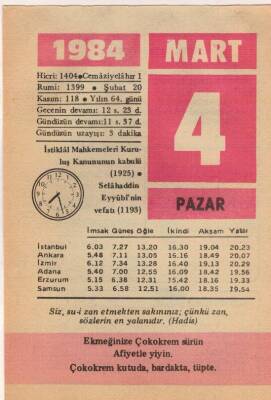 1984
MART
4
PAZAR
Hicri: 1404●Cemâziyelâhır 1
Rumi: 1399 ● Şubat 20
Kasım: 118 ● Yılın 64. günü
Gecenin devamı: 12 s. 23 d.
Gündüzün devamı: 11 s. 37 d.
Gündüzün uzayışı: 3 dakika
İstiklâl Mahkemeleri Kuru-
luş Kanununun kabulü
(1925) ●
Selâhaddin
Eyyûbî'nin
vefatı (1193)
İmsak Güneş Öğle İkindi Akşam Yatsı
İstanbul 6.03 7.27 13.20 16.30 19.04 20.23
Ankara 5.48 7.11 13.05 16.16 18.49 20.07
İzmir 6.12 7.34 13.28 16.40 19.13 20.29
Adana 5.40 7.00 12.55 16.09 18.42 19.56
Erzurum 5.15 6.38 12.31 15.42 18.16 19.33
Samsun 5.33 6.58 12.51 16.00 18.35 19.54
Siz, su-i zan etmekten sakınınız; çünkü zan,
sözlerin en yalanıdır. (Hadis)
Ekmeğinize Çokokrem sürün
Afiyetle yiyin.
Çokokrem kutuda, bardakta, tüpte.